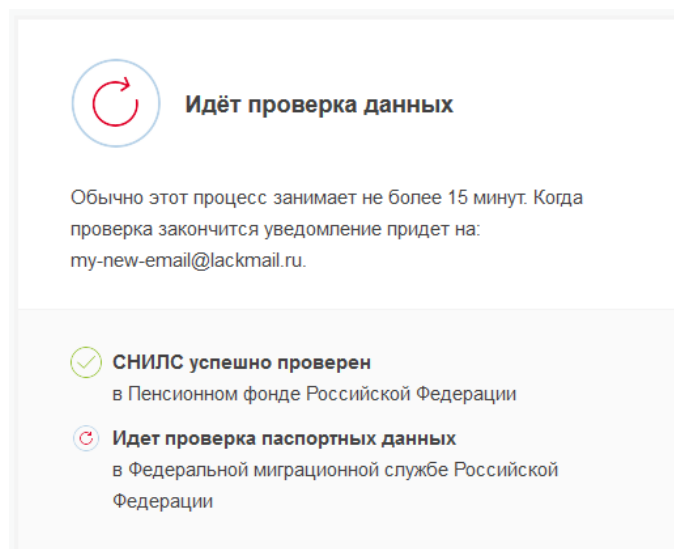 Идёт проверка данных
Обычно этот процесс занимает не более 15 минут. Когда
проверка закончится уведомление придет на:
my-new-email@lackmail.ru.
СНИЛС успешно проверен
в Пенсионном фонде Российской Федерации
Идет проверка паспортных данных
в Федеральной миграционной службе Российской
Федерации